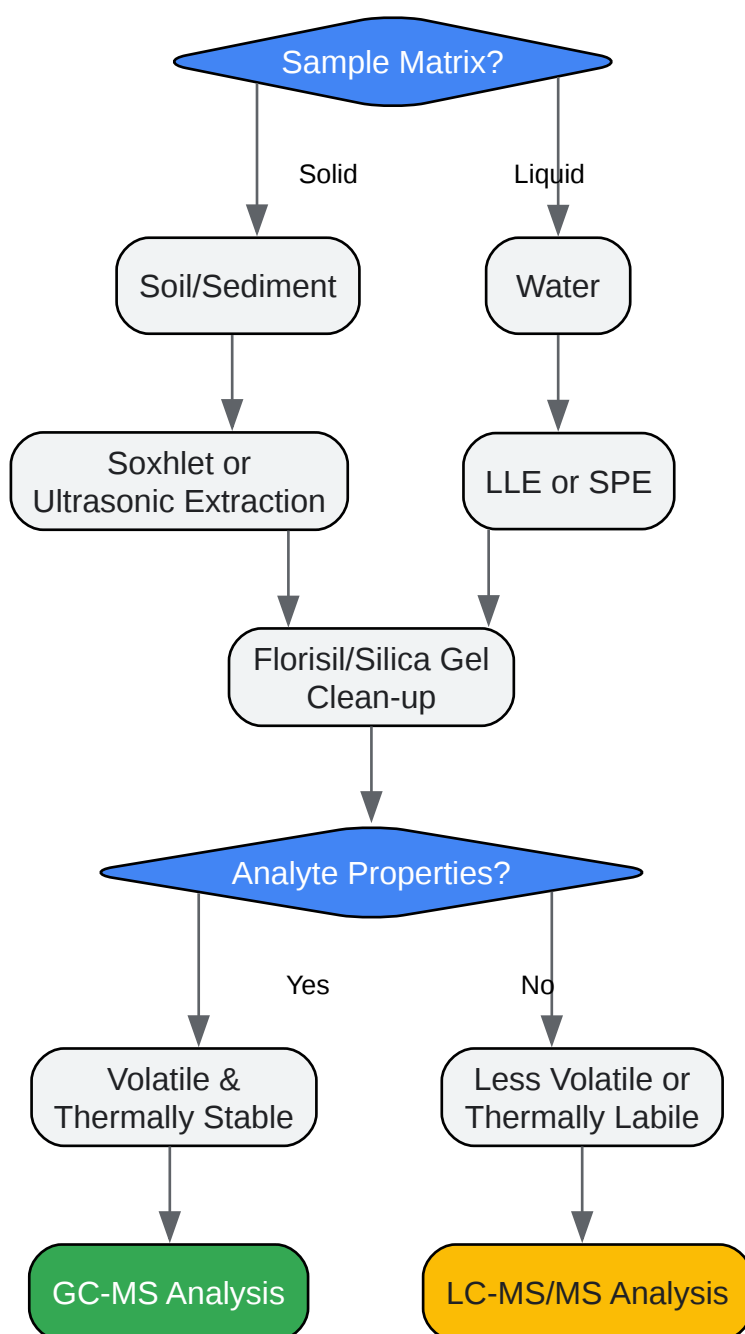 Sample Matrix?
Solid
Liquid
Soil/Sediment
Water
Soxhlet or
Ultrasonic Extraction
LLE or SPE
Florisil/Silica Gel
Clean-up
Analyte Properties?
Yes
No
Volatile &
Thermally Stable
Less Volatile or
Thermally Labile
GC-MS Analysis
LC-MS/MS Analysis